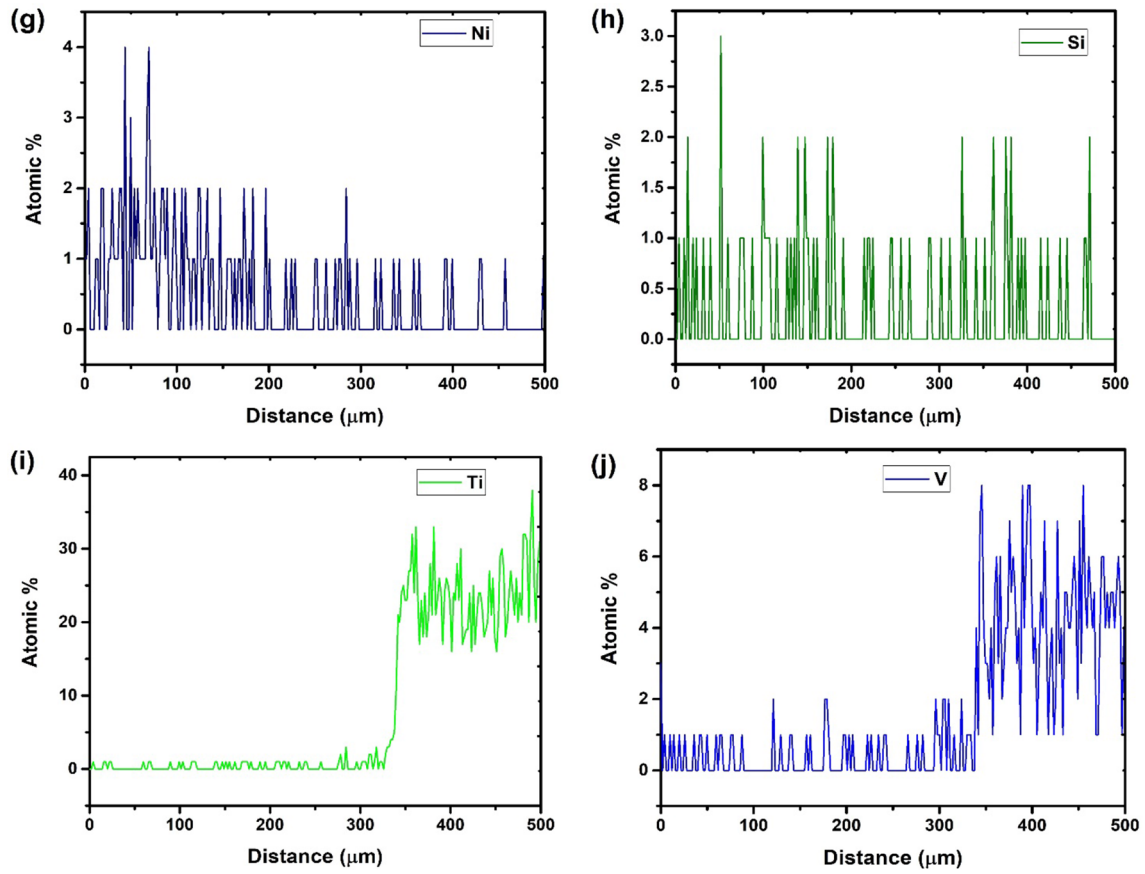 (g)
Ni
4
3
2
1
0
Atomic %
0 100 200 300 400 500
Distance (μm)
(h)
Si
3.0
2.5
2.0
1.5
1.0
0.5
0.0
Atomic %
0 100 200 300 400 500
Distance (μm)
(i)
Ti
40
30
20
10
0
Atomic %
0 100 200 300 400 500
Distance (μm)
(j)
V
8
6
4
2
0
Atomic %
0 100 200 300 400 500
Distance (μm)